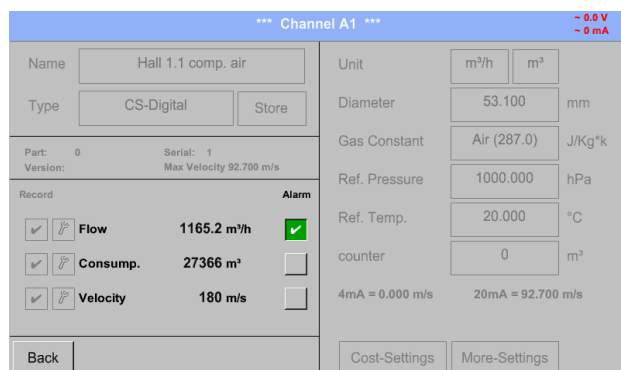 *** Channel A1 ***
~ 0.0 V
~ 0 mA
Name Hall 1.1 comp. air
Type CS-Digital Store
Part: 0 Serial: 1
Version: Max Velocity 92.700 m/s
Record Alarm
Flow 1165.2 m³/h
Consump. 27366 m³
Velocity 180 m/s
Back
Unit m³/h m³
Diameter 53.100 mm
Gas Constant Air (287.0) J/Kg*k
Ref. Pressure 1000.000 hPa
Ref. Temp. 20.000 °C
counter 0 m³
4mA = 0.000 m/s 20mA = 92.700 m/s
Cost-Settings More-Settings